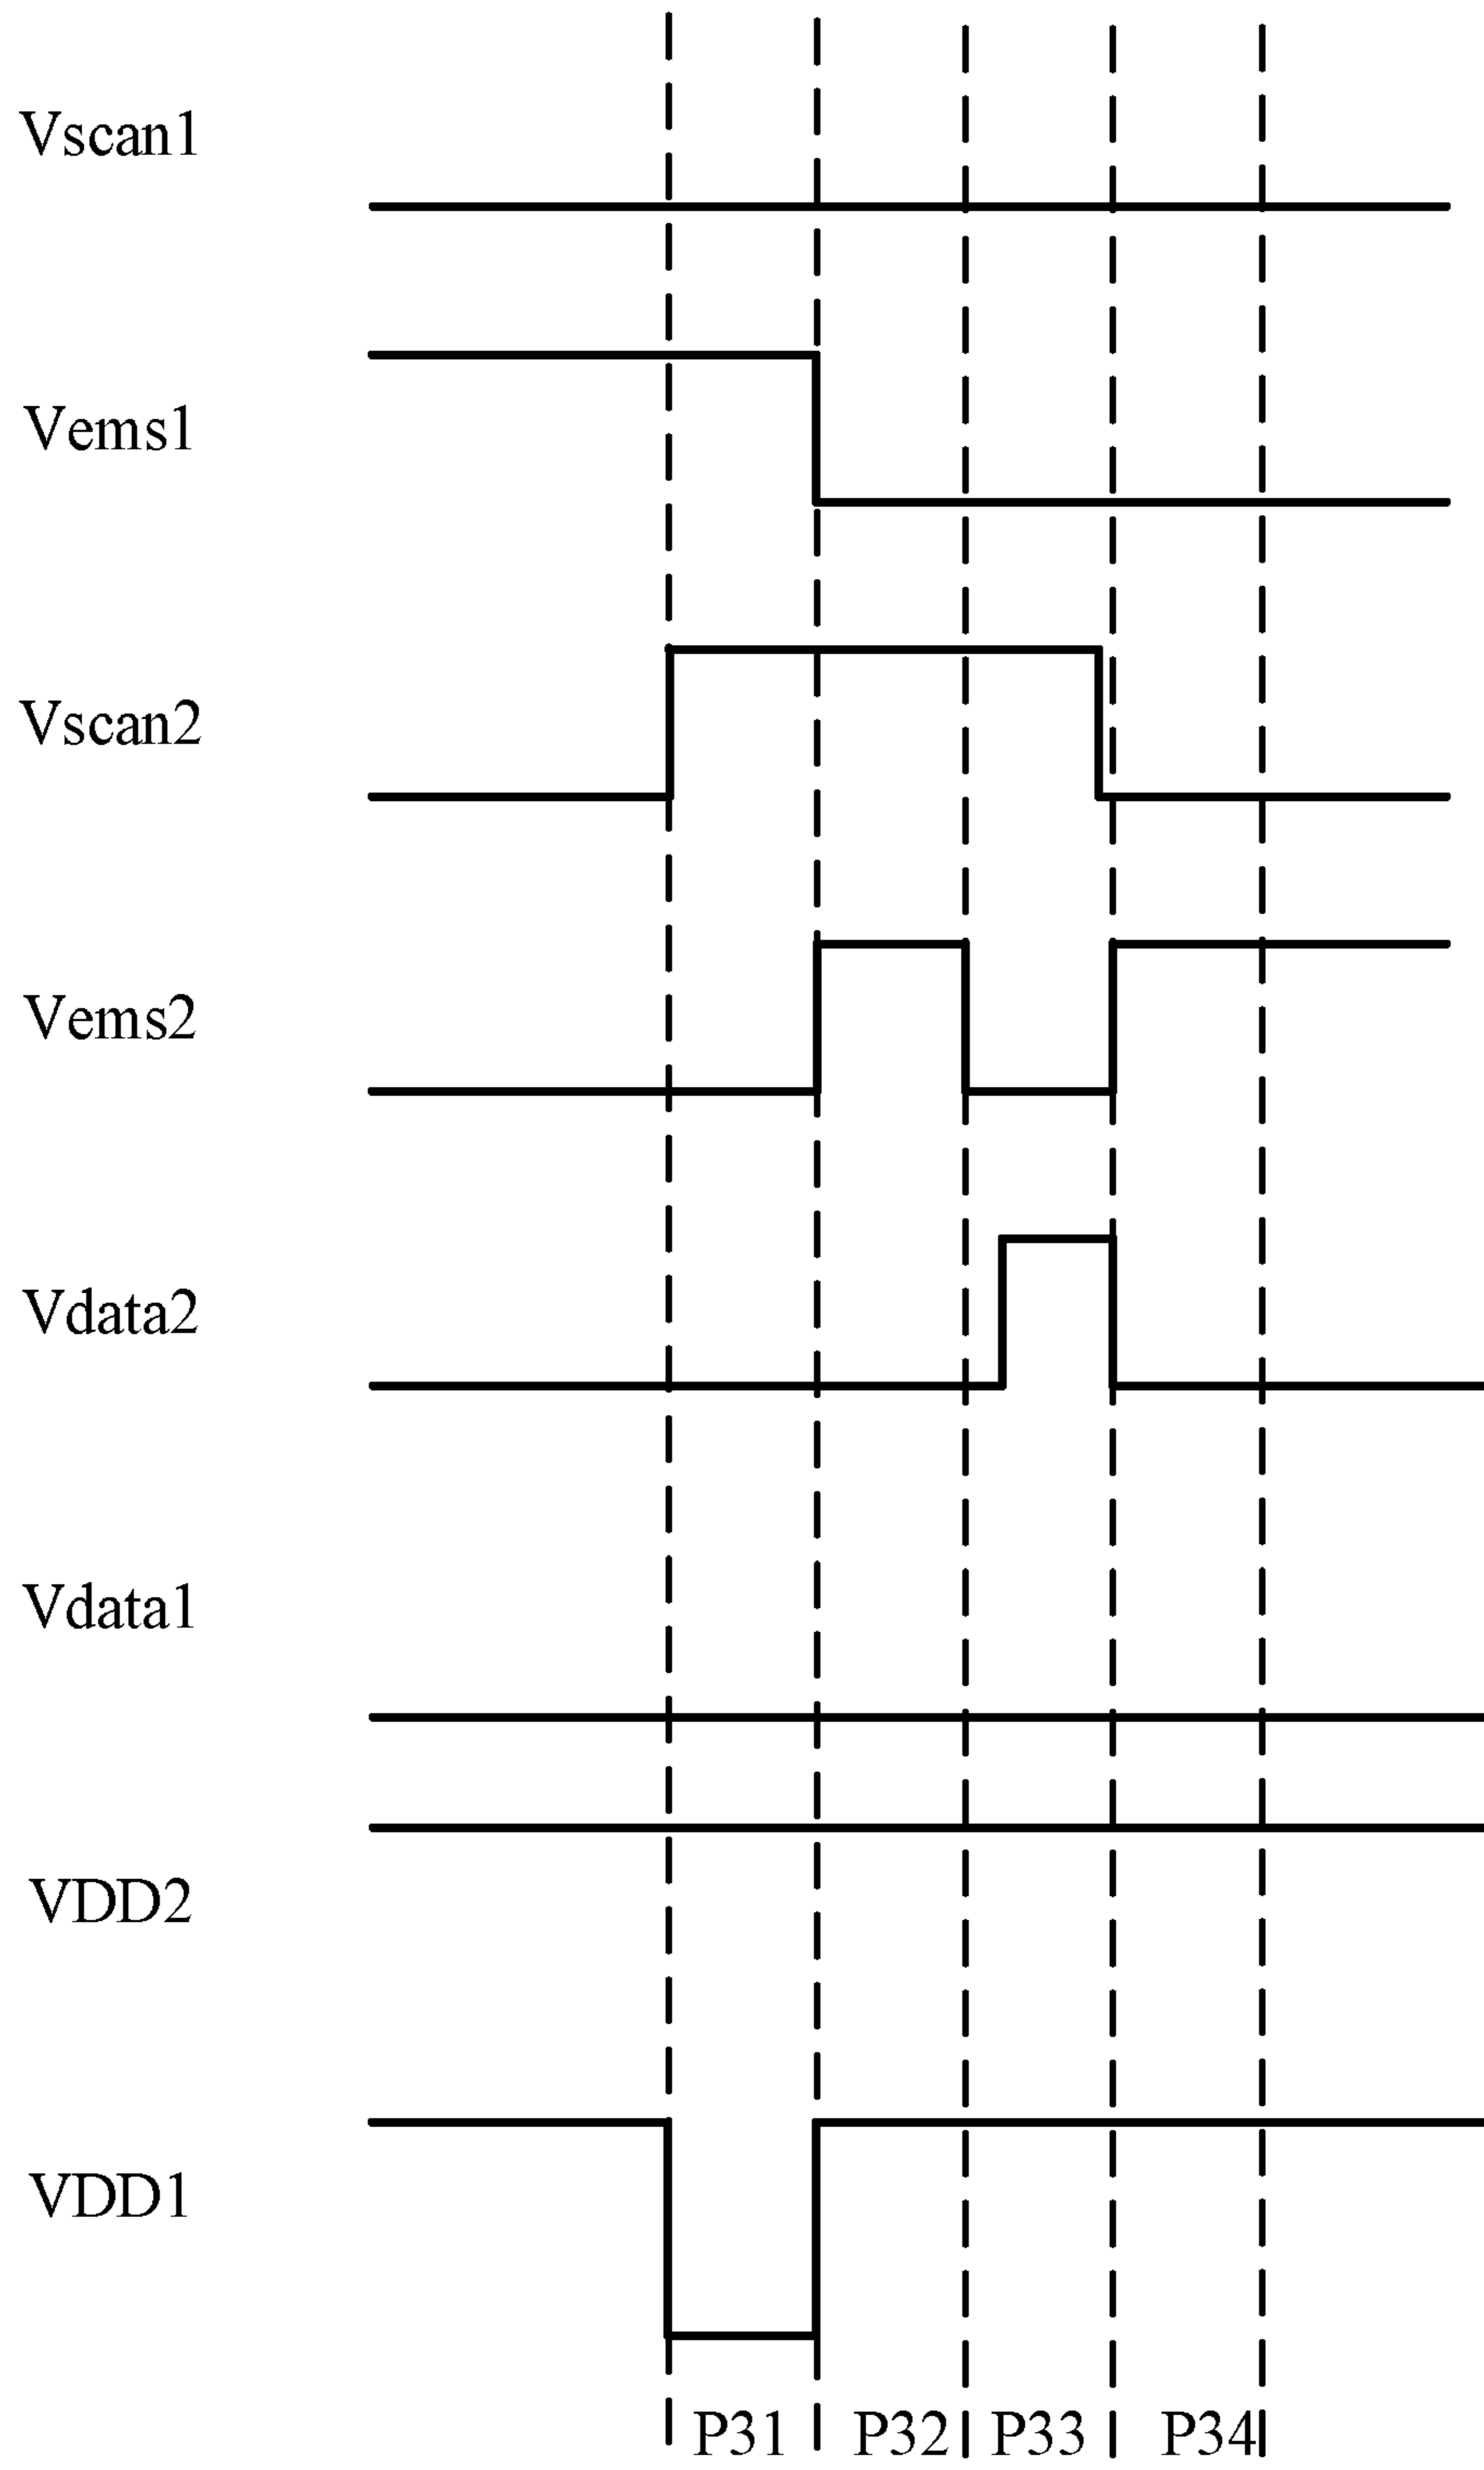 Vscan1
Vems1
Vscan2
Vems2
Vdata2
Vdata1
VDD2
VDD1
P31 P32 P33 P34